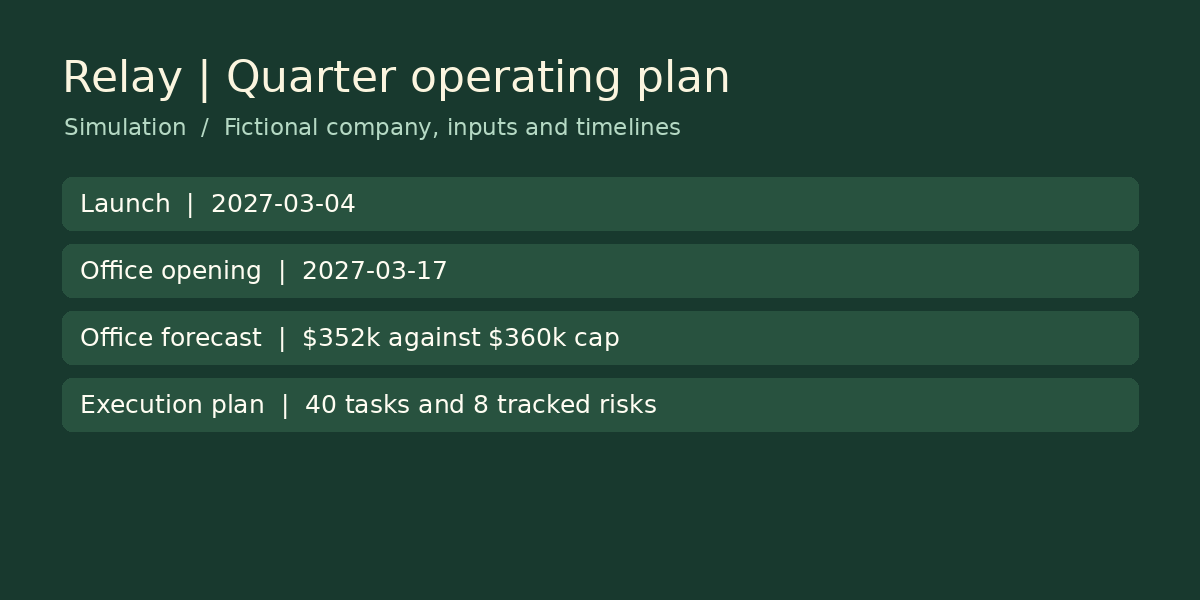 Relay | Quarter operating plan
Simulation / Fictional company, inputs and timelines
Launch | 2027-03-04
Office opening | 2027-03-17
Office forecast | $352k against $360k cap
Execution plan | 40 tasks and 8 tracked risks